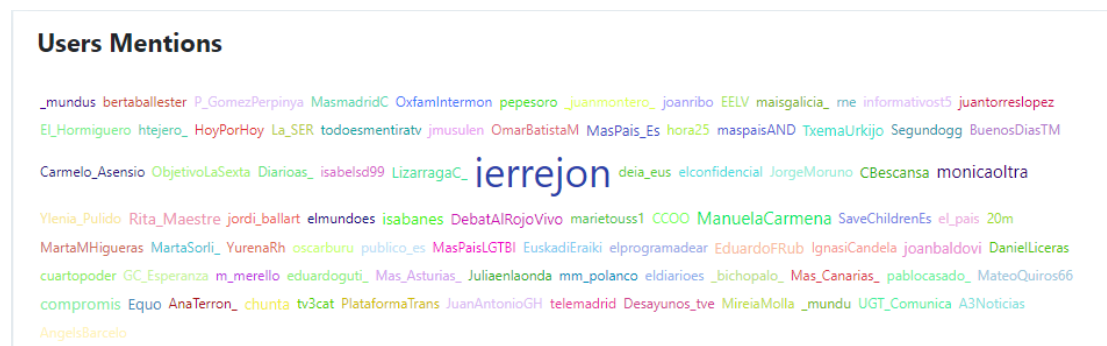 Users Mentions
_mundus bertaballester P_GomezPerpinya MasmadridC OxfamIntermon pepesoro _juanmontero_ joanribo EELV maisgalicia_ rne informativost5 juantorreslopez
El_Hormiguero htejero_ HoyPorHoy La_SER todoesmentiratv jmusulen OmarBatistaM MasPais_Es hora25 maspaisAND TxemaUrkijo Segundogg BuenosDiasTM
Carmelo_Asensio ObjetivoLaSexta Diarioas_ isabelsd99 LizarragaC_ ierrejon deia_eus elconfidencial JorgeMoruno CBescansa monicaoltra
Ylenia_Pulido Rita_Maestre jordi_ballart elmundoes isabanes DebatAlRojoVivo marietouss1 CCOO ManuelaCarmena SaveChildrenEs el_pais 20m
MartaMHigueras MartaSorli_ YurenaRh oscarburu publico_es MasPaisLGTBI EuskadiEraiki elprogramadear EduardoFRub IgnasiCandela joanbaldovi DanielLiceras
cuartopoder GC_Esperanza m_merello eduardoguti_ Mas_Asturias_ Juliaenlaonda mm_polanco eldiarioes _bichopalo_ Mas_Canarias_ pablocasado_ MateoQuiros66
compromis Equo AnaTerron_ chunta tv3cat PlataformaTrans JuanAntonioGH telemadrid Desayunos_tve MireiaMolla _mundu UGT_Comunica A3Noticias
AngelsBarcelo